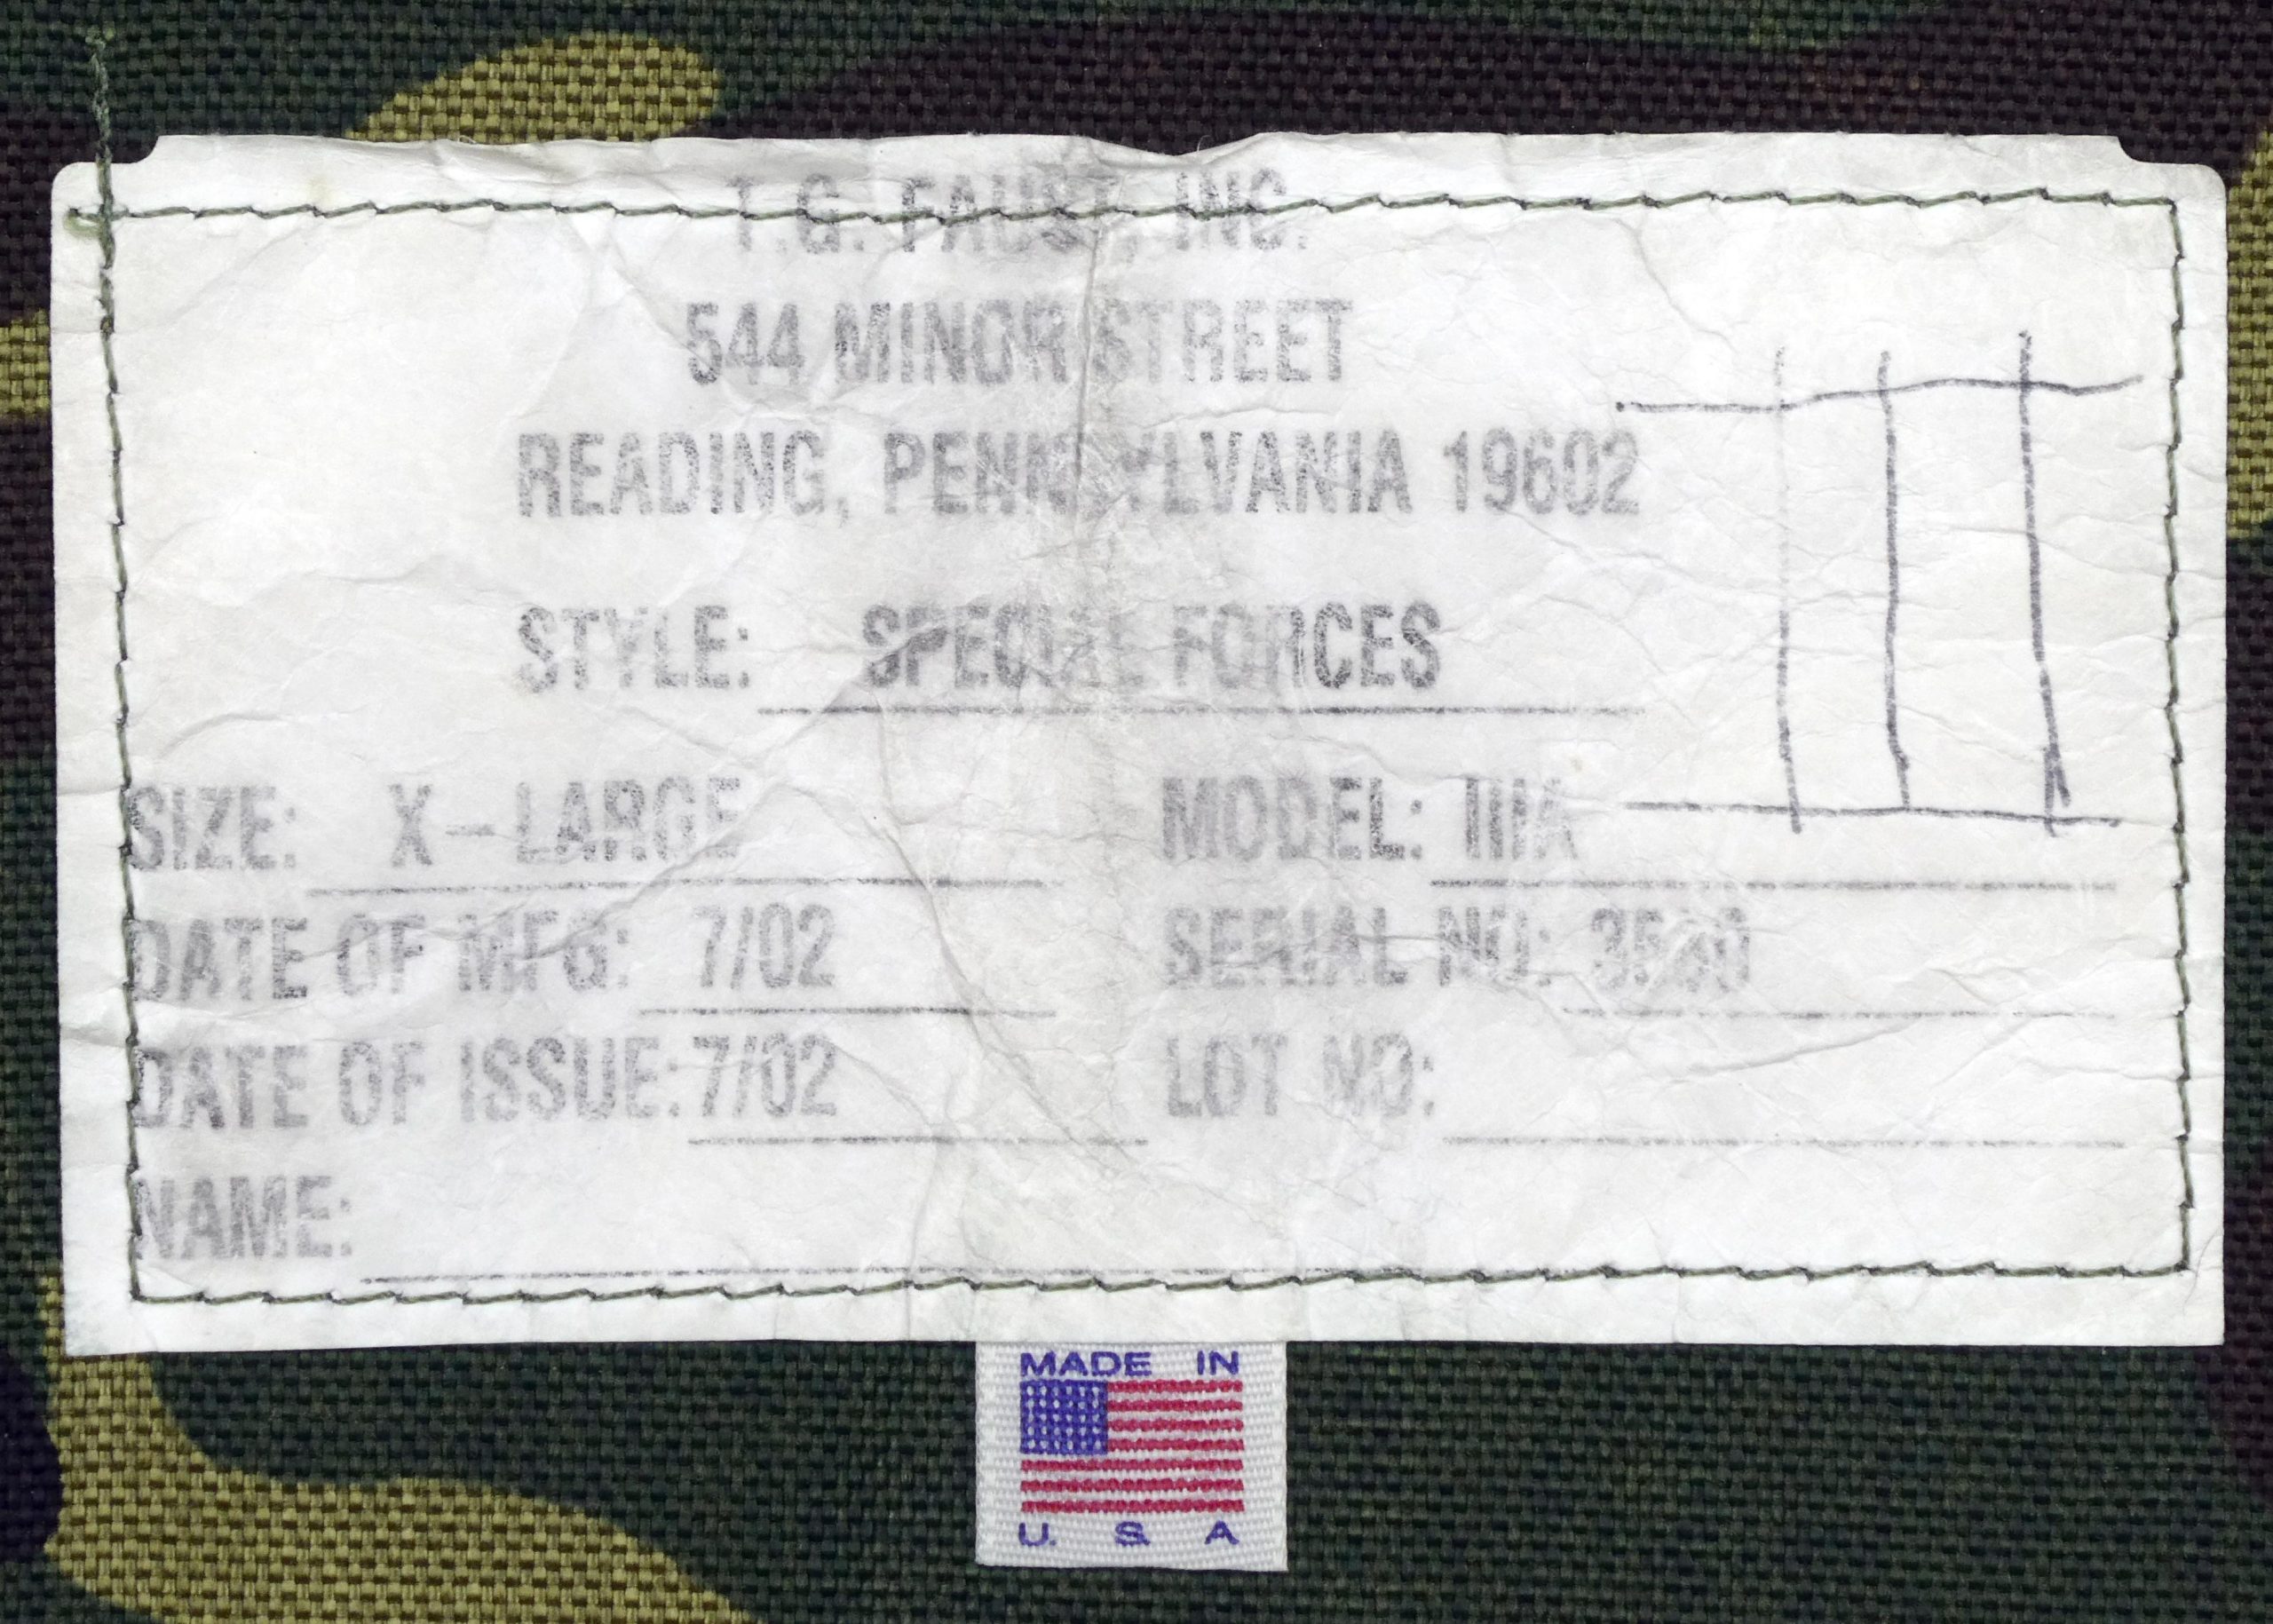 T.G. FAUST, INC.
544 MINOR STREET
READING, PENNSYLVANIA 19602
STYLE: SPECIAL FORCES
SIZE: X-LARGE
MODEL: IIIA
DATE OF MFG: 7/02
SERIAL NO:
DATE OF ISSUE: 7/02
LOT NO:
NAME:
III
MADE IN
U. S A